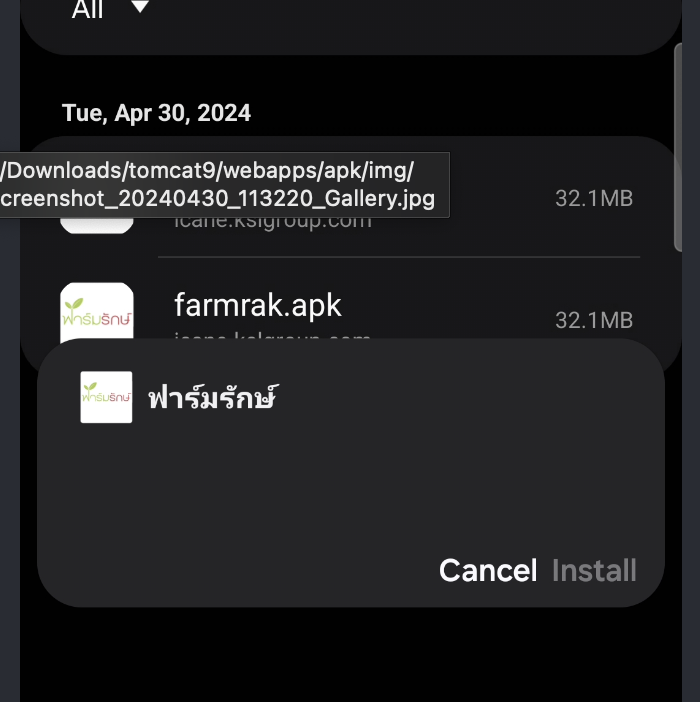 All
Tue, Apr 30, 2024
/Downloads/tomcat9/webapps/apk/img/
creenshot_20240430_113220_Gallery.jpg
32.1MB
icane.kslgroup.com
farmrak.apk
ฟาร์มรักษ์
32.1MB
icane.kslgroup.com
ฟาร์มรักษ์
ฟาร์มรักษ์
Cancel Install